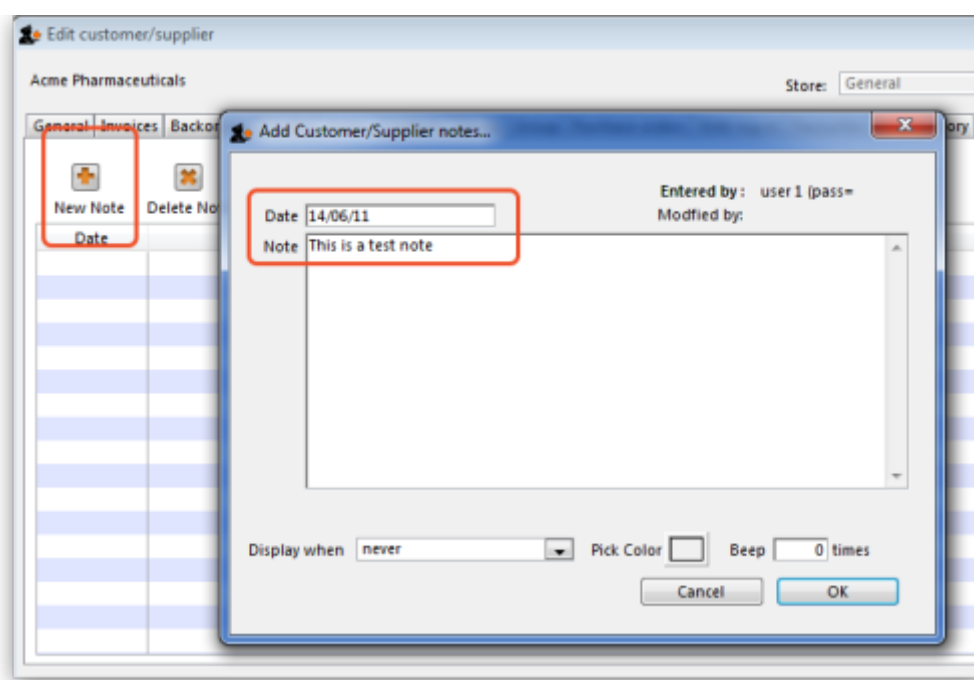 Edit customer/supplier
Acme Pharmaceuticals
Store: General
General Invoices Backor
ory
New Note Delete No
Date
Add Customer/Supplier notes...
Entered by : user 1 (pass=
Modfied by:
Date 14/06/11
Note This is a test note
Display when never Pick Color Beep 0 times
Cancel OK